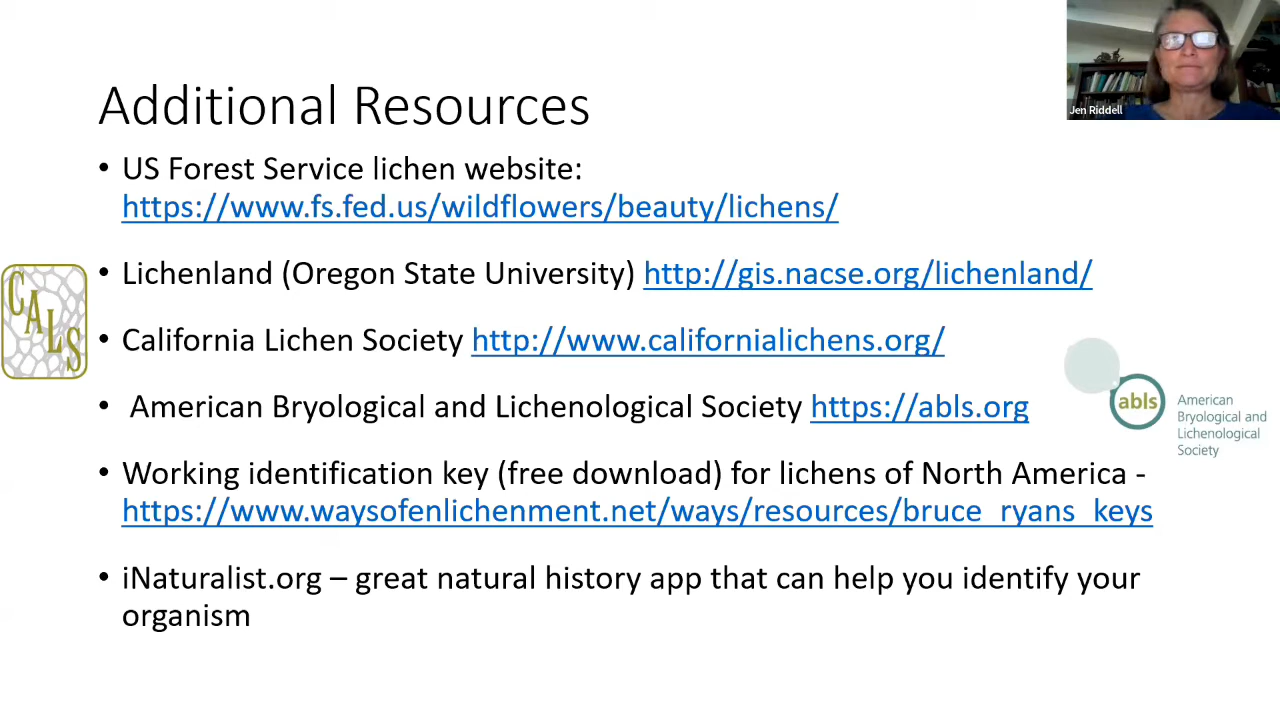 Jen Riddell
Additional Resources
• US Forest Service lichen website:
https://www.fs.fed.us/wildflowers/beauty/lichens/
• Lichenland (Oregon State University) http://gis.nacse.org/lichenland/
CALS
• California Lichen Society http://www.californialichens.org/
• American Bryological and Lichenological Society https://abls.org
abls
American
Bryological and
Lichenological
Society
• Working identification key (free download) for lichens of North America -
https://www.waysofenlichenment.net/ways/resources/bruce_ryans_keys
• iNaturalist.org – great natural history app that can help you identify your
organism